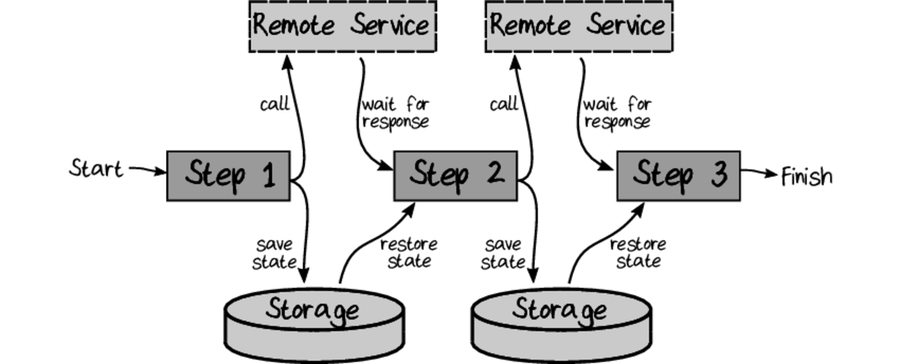 Remote Service
Remote Service
call
wait for
response
call
wait for
response
Start
Step 1
Step 2
Step 3
Finish
save
state
restore
state
save
state
restore
state
Storage
Storage